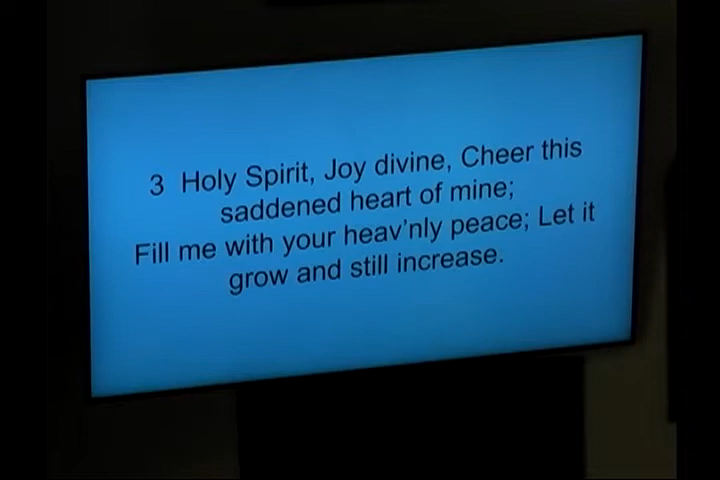 3 Holy Spirit, Joy divine, Cheer this
saddened heart of mine;
Fill me with your heav'nly peace; Let it
grow and still increase.